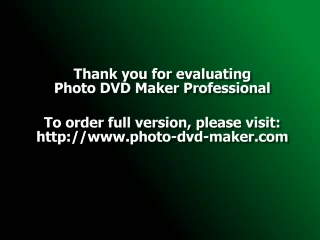 Thank you for evaluating
Photo DVD Maker Professional
To order full version, please visit:
http://www.photo-dvd-maker.com